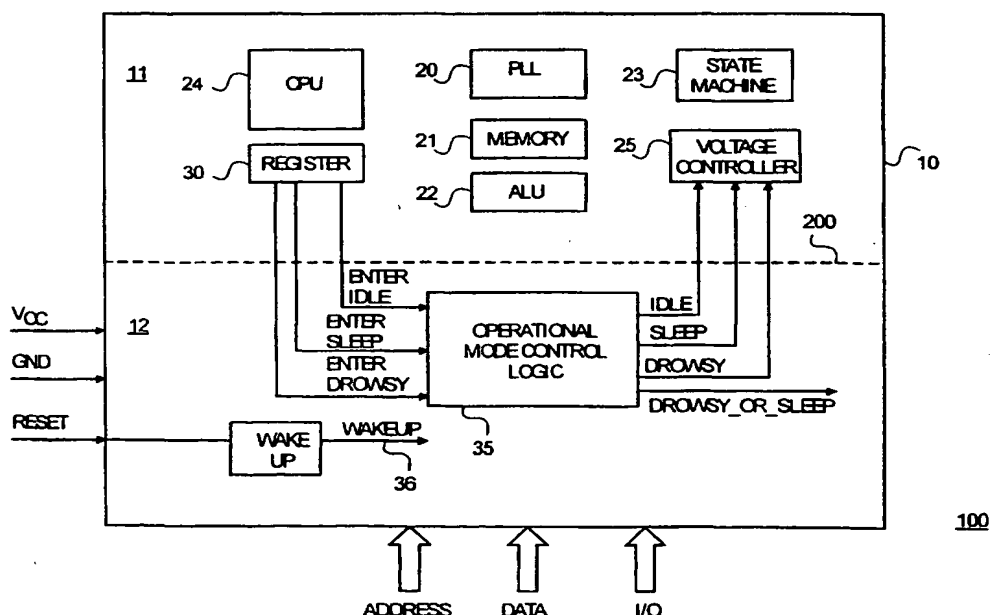 11
24
CPU
20
PLL
23
STATE
MACHINE
21
MEMORY
30
REGISTER
22
ALU
25
VOLTAGE
CONTROLLER
10
200
ENTER
IDLE
ENTER
SLEEP
ENTER
DROWSY
OPERATIONAL
MODE CONTROL
LOGIC
35
IDLE
SLEEP
DROWSY
DROWSY_OR_SLEEP
VCC
12
GND
RESET
WAKE
UP
WAKEUP
36
100
ADDRESS
DATA
I/O